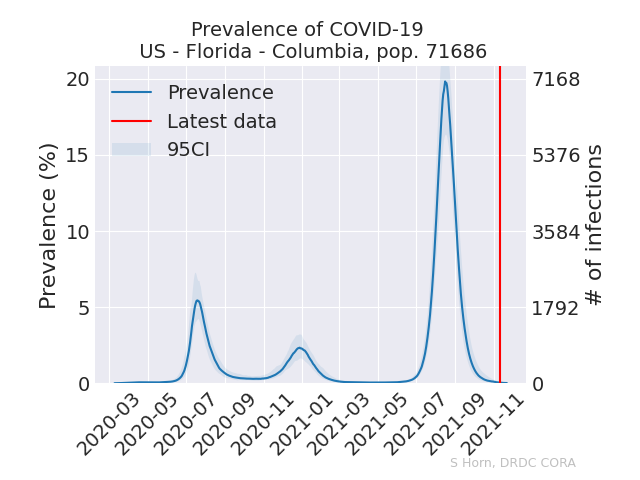 Prevalence of COVID-19
US - Florida - Columbia, pop. 71686
Prevalence
Latest data
95CI
Prevalence (%)
20
15
10
5
0
7168
5376
3584
1792
0
# of infections
2020-03
2020-05
2020-07
2020-09
2020-11
2021-01
2021-03
2021-05
2021-07
2021-09
2021-11
S Horn, DRDC CORA